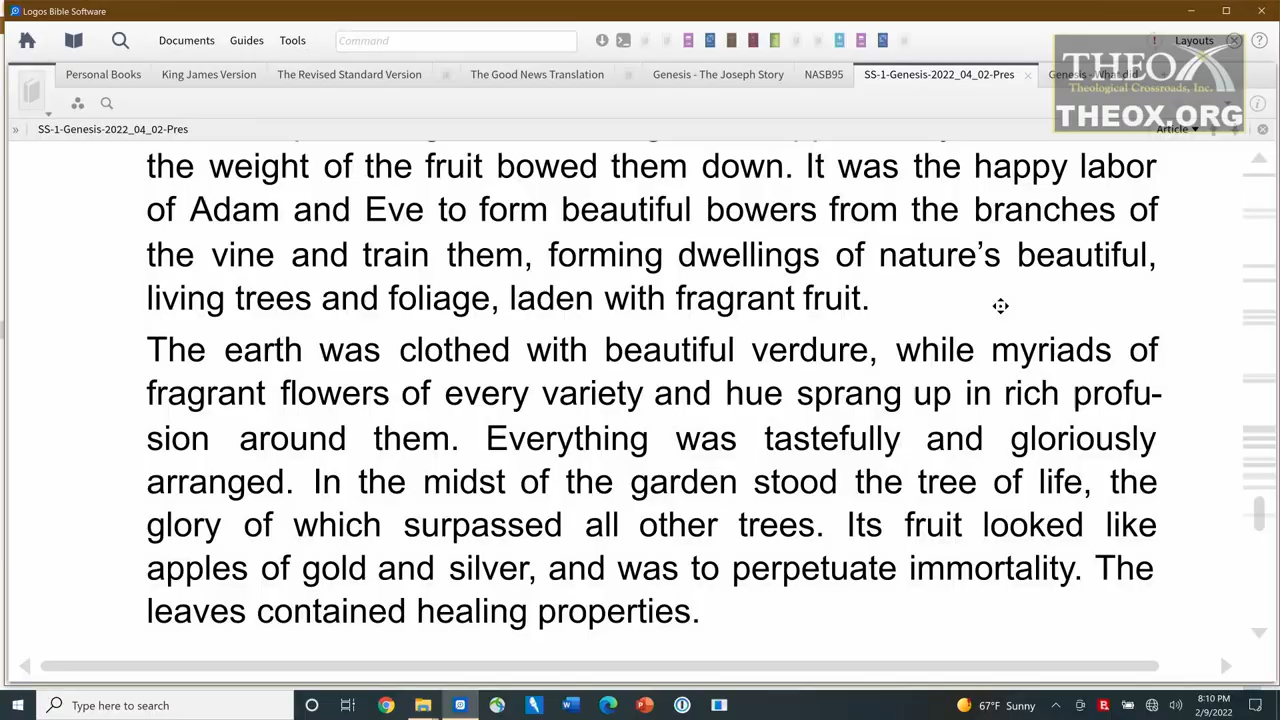 Logos Bible Software
Documents Guides Tools Command Layouts
THEOX
Theological Crossroads, Inc.
THEOX.ORG
Personal Books King James Version The Revised Standard Version The Good News Translation Genesis - The Joseph Story NASB95 SS-1-Genesis-2022_04_02-Pres Genesis - What did
SS-1-Genesis-2022_04_02-Pres Article
the weight of the fruit bowed them down. It was the happy labor
of Adam and Eve to form beautiful bowers from the branches of
the vine and train them, forming dwellings of nature’s beautiful,
living trees and foliage, laden with fragrant fruit.
The earth was clothed with beautiful verdure, while myriads of
fragrant flowers of every variety and hue sprang up in rich profu-
sion around them. Everything was tastefully and gloriously
arranged. In the midst of the garden stood the tree of life, the
glory of which surpassed all other trees. Its fruit looked like
apples of gold and silver, and was to perpetuate immortality. The
leaves contained healing properties.
Type here to search 67°F Sunny 8:10 PM
2/9/2022